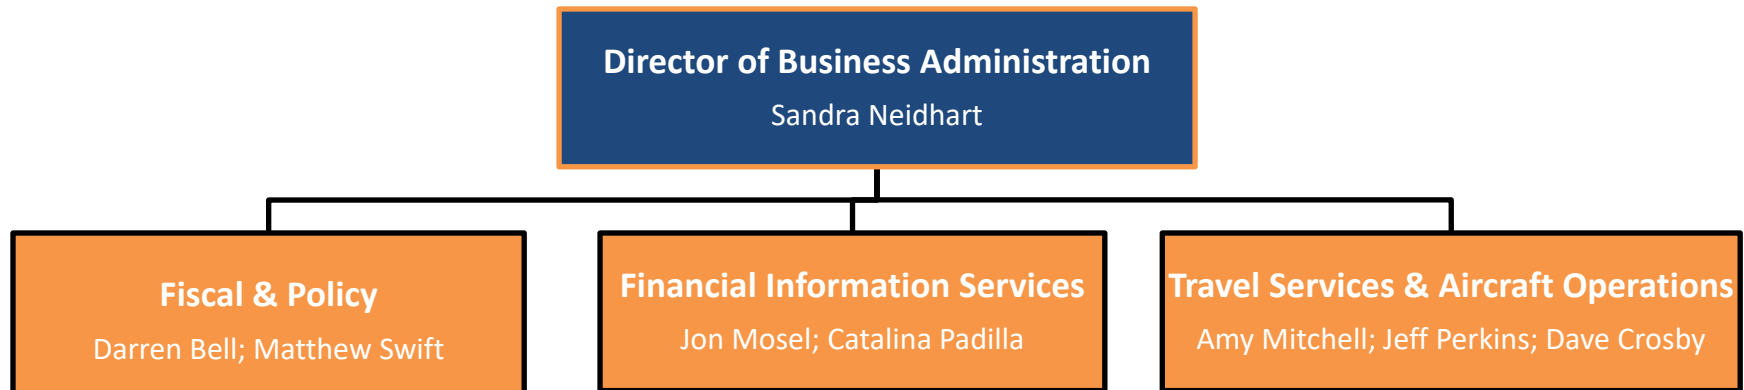 Director of Business Administration
Sandra Neidhart
Fiscal & Policy
Darren Bell; Matthew Swift
Financial Information Services
Jon Mosel; Catalina Padilla
Travel Services & Aircraft Operations
Amy Mitchell; Jeff Perkins; Dave Crosby